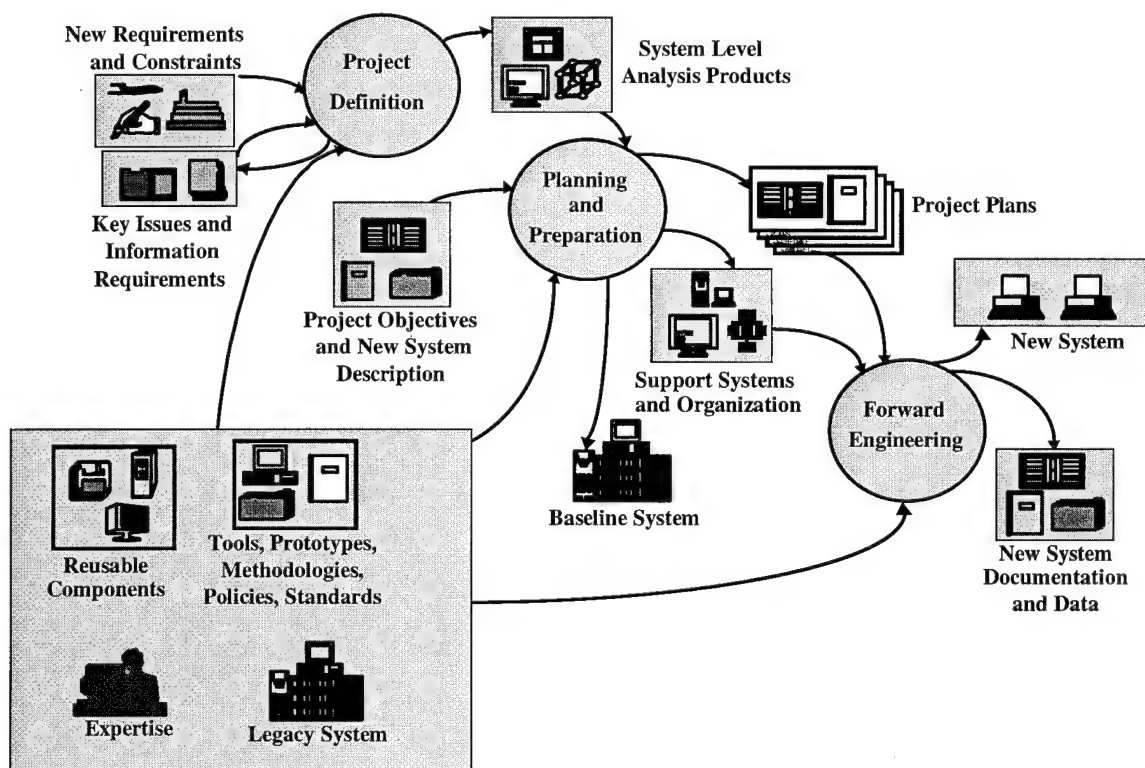 New Requirements
and Constraints
Project
Definition
System Level
Analysis Products
Key Issues and
Information
Requirements
Planning
and
Preparation
Project Plans
Project Objectives
and New System
Description
Support Systems
and Organization
New System
Forward
Engineering
Baseline System
New System
Documentation
and Data
Reusable
Components
Tools, Prototypes,
Methodologies,
Policies, Standards
Expertise
Legacy System